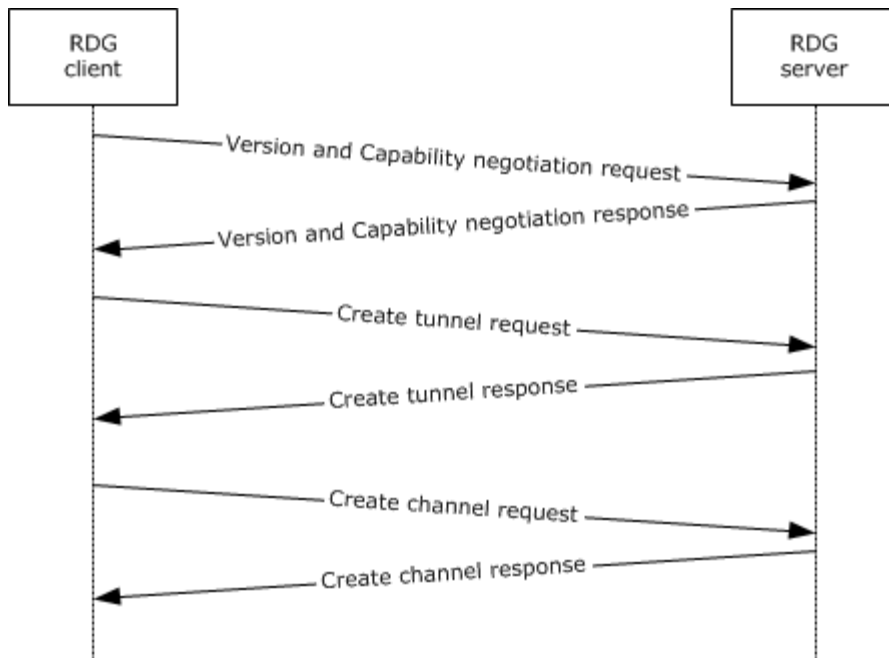 RDG
client
RDG
server
Version and Capability negotiation request
Version and Capability negotiation response
Create tunnel request
Create tunnel response
Create channel request
Create channel response